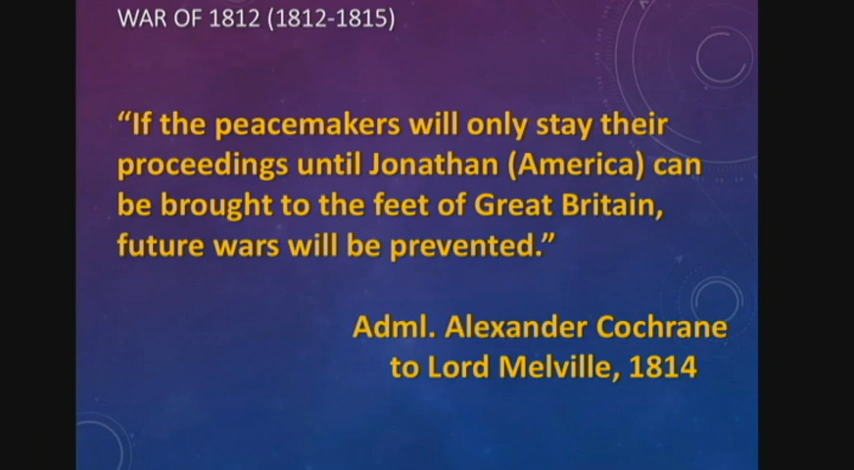 WAR OF 1812 (1812-1815)
“If the peacemakers will only stay their
proceedings until Jonathan (America) can
be brought to the feet of Great Britain,
future wars will be prevented.”
Adml. Alexander Cochrane
to Lord Melville, 1814